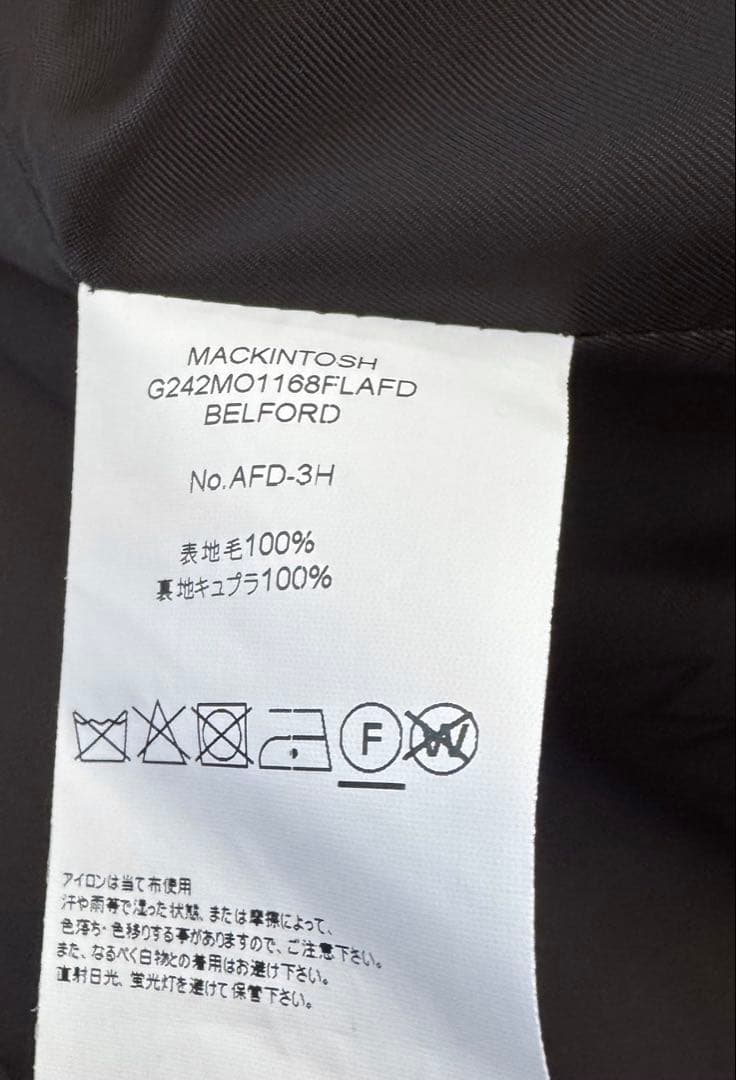 MACKINTOSH
G242MO1168FLAFD
BELFORD
No.AFD-3H
表地毛100%
裏地キュプラ100%
F W
アイロンは当て布使用
汗や雨等で湿った状態、または摩擦によって、
色落ち・色移りする事がありますので、ご注意下さい。
また、なるべく白物との着用はお避け下さい。
直射日光、蛍光灯を避けて保管下さい。